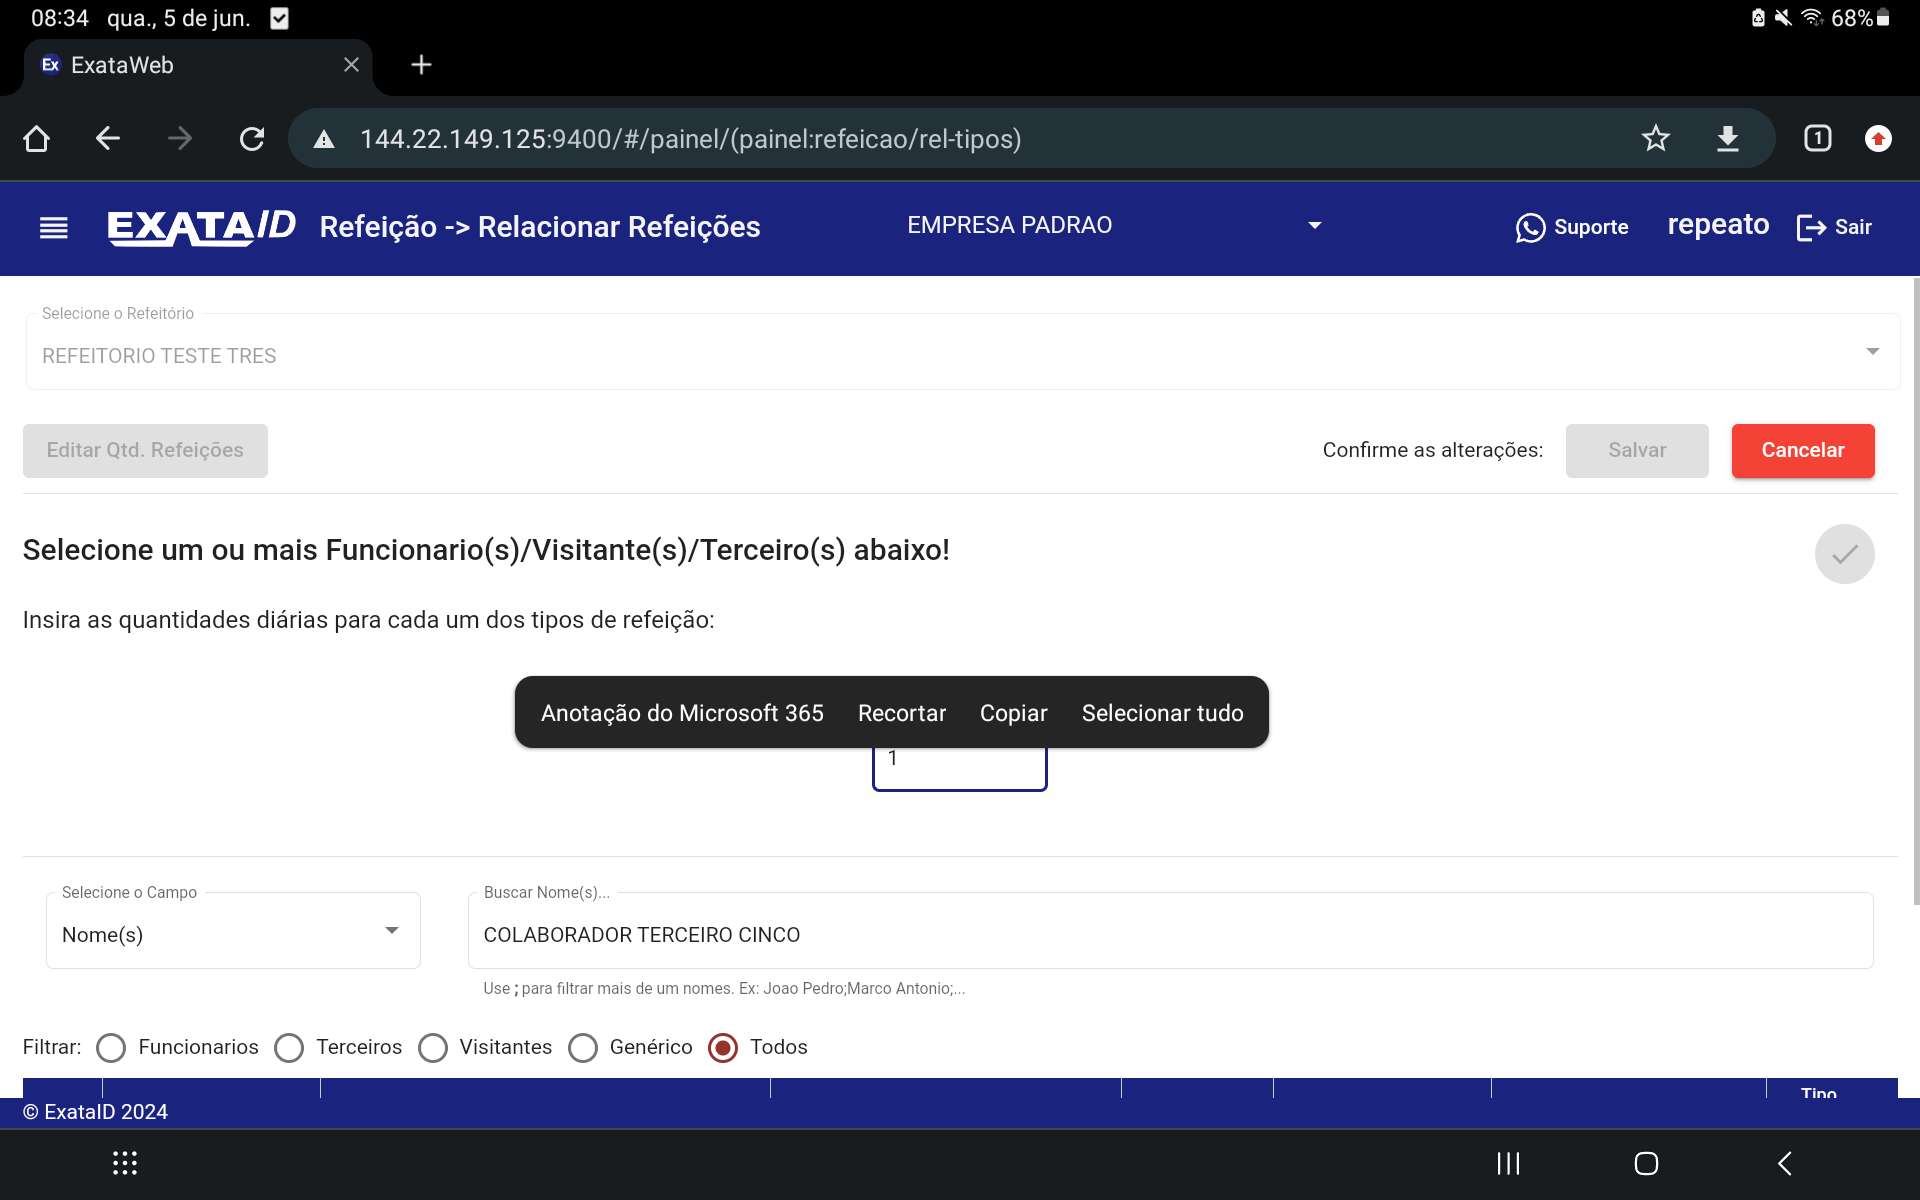 08:34 qua., 5 de jun.
68%
Ex ExataWeb
144.22.149.125:9400/#/painel/(painel:refeicao/rel-tipos)
1
EXATAID Refeição -> Relacionar Refeições EMPRESA PADRAO Suporte repeato Sair
Selecione o Refeitório
REFEITORIO TESTE TRES
Editar Qtd. Refeições Confirme as alterações: Salvar Cancelar
Selecione um ou mais Funcionario(s)/Visitante(s)/Terceiro(s) abaixo!
Insira as quantidades diárias para cada um dos tipos de refeição:
Anotação do Microsoft 365 Recortar Copiar Selecionar tudo
1
Selecione o Campo Buscar Nome(s)...
Nome(s) COLABORADOR TERCEIRO CINCO
Use ; para filtrar mais de um nomes. Ex: Joao Pedro;Marco Antonio;...
Filtrar: Funcionarios Terceiros Visitantes Genérico Todos
Tipo
© ExataID 2024